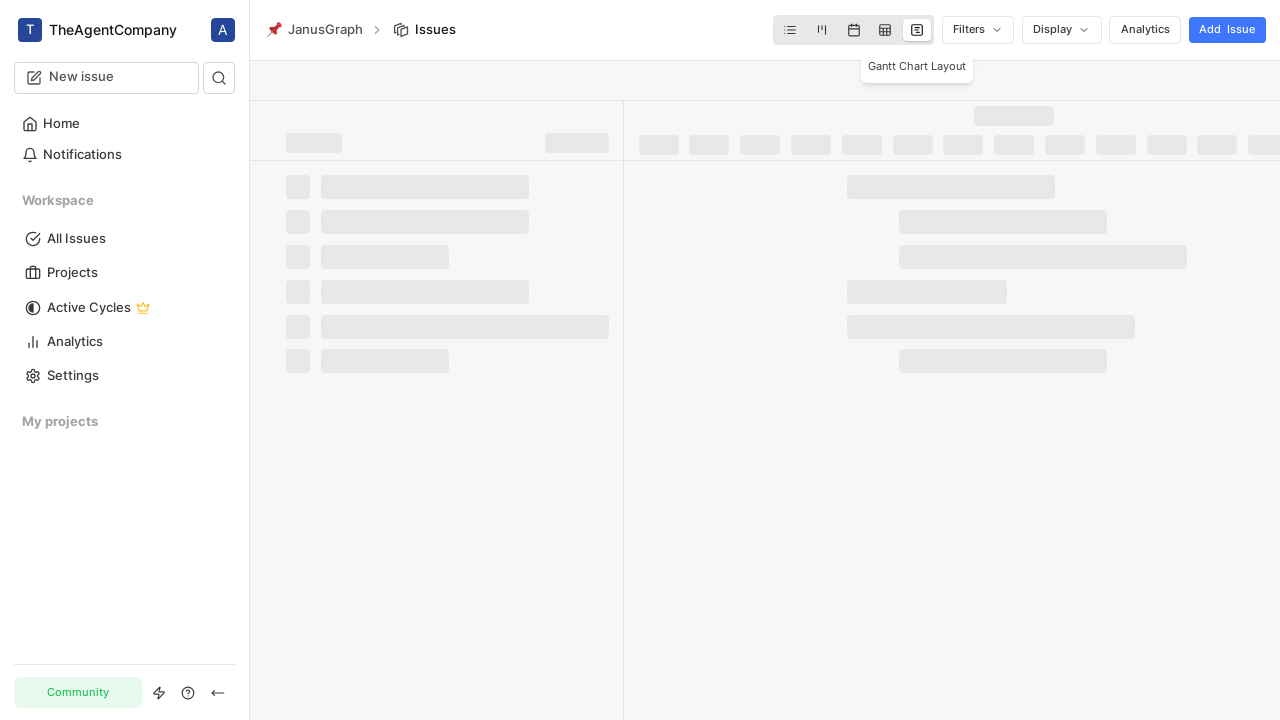 T TheAgentCompany A
New issue
Home
Notifications
Workspace
All Issues
Projects
Active Cycles
Analytics
Settings
My projects
Community
JanusGraph
Issues
Filters
Display
Analytics
Add Issue
Gantt Chart Layout